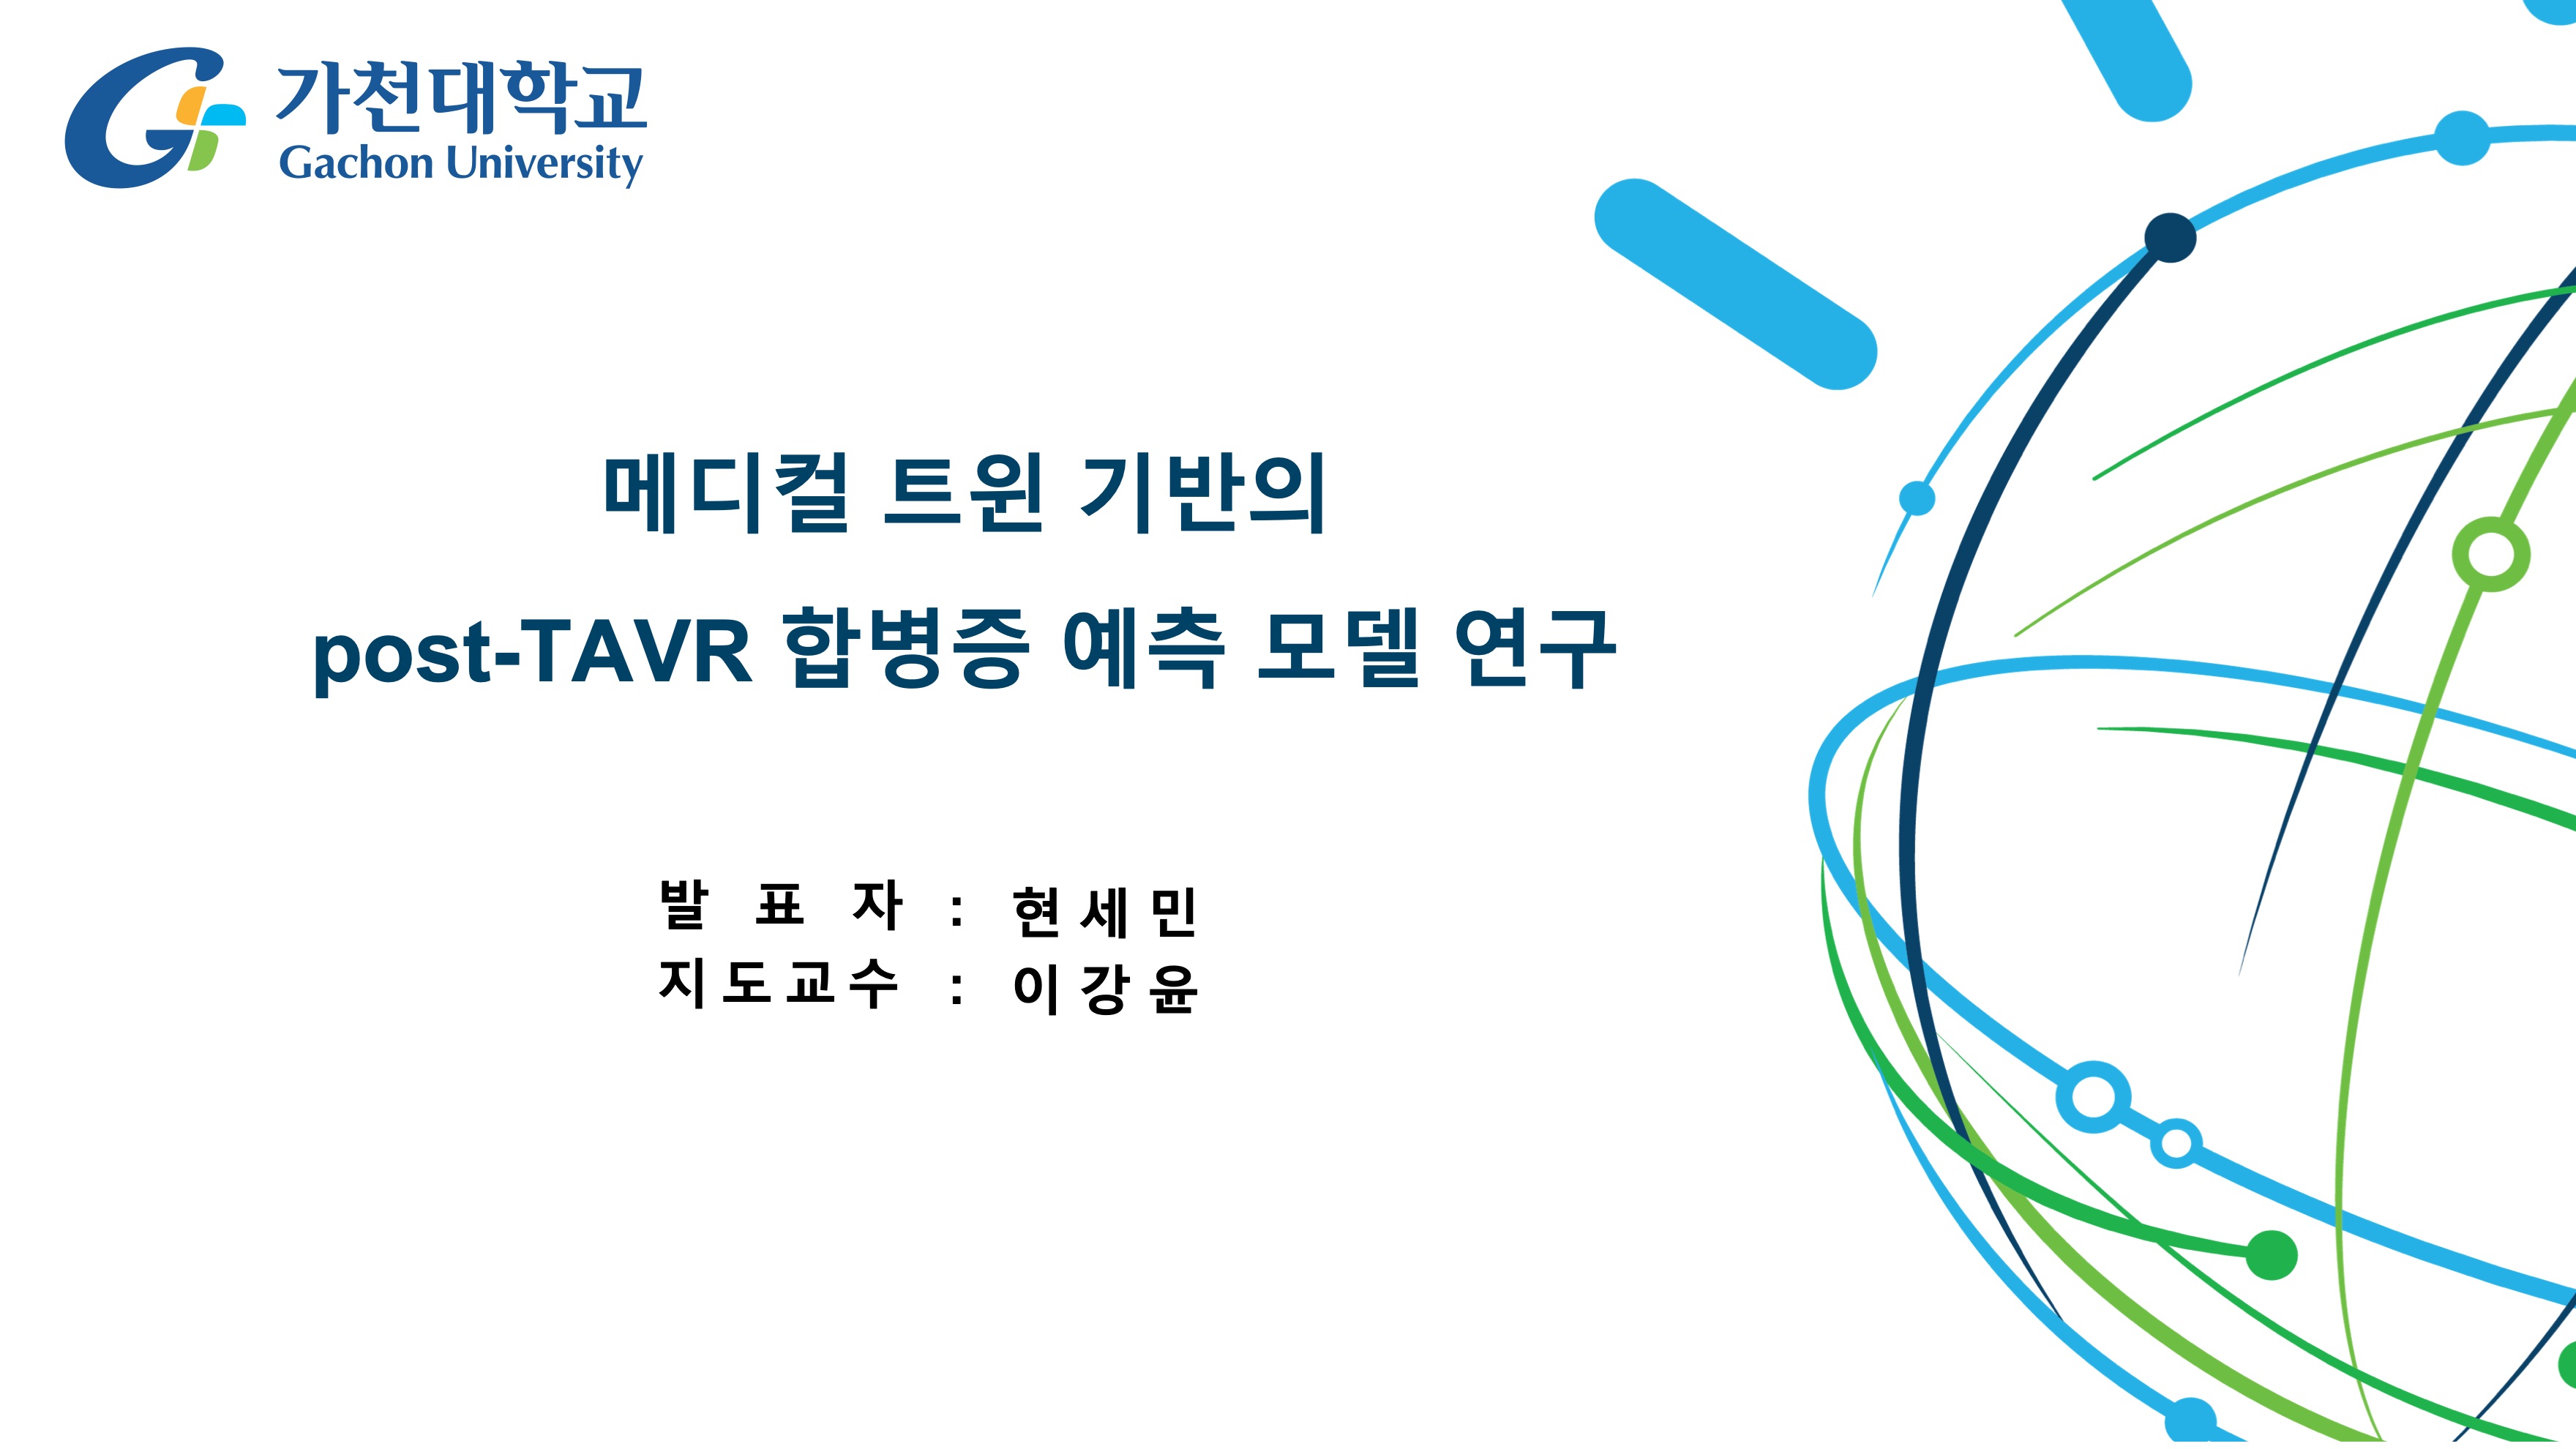 가천대학교
Gachon University
메디컬 트윈 기반의
post-TAVR 합병증 예측 모델 연구
발 표 자 : 현 세 민
지도교수 : 이 강 윤